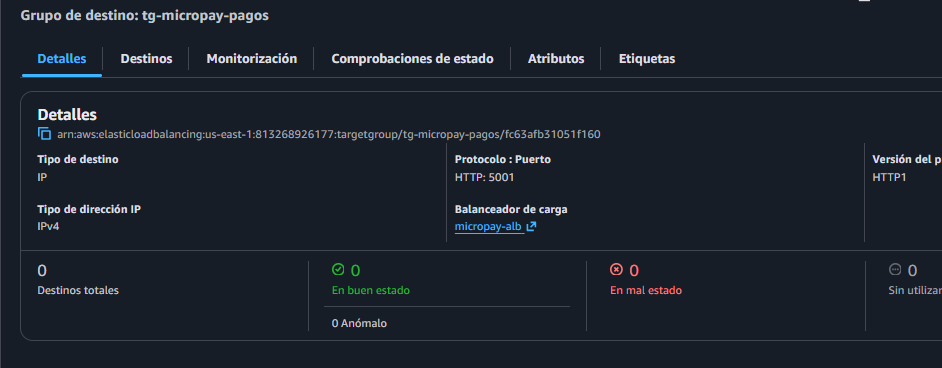 Grupo de destino: tg-micropay-pagos
Detalles Destinos Monitorización Comprobaciones de estado Atributos Etiquetas
Detalles
arn:aws:elasticloadbalancing:us-east-1:813268926177:targetgroup/tg-micropay-pagos/fc63afb31051f160
Tipo de destino
IP
Protocolo : Puerto
HTTP: 5001
Versión del p
HTTP1
Tipo de dirección IP
IPv4
Balanceador de carga
micropay-alb
0
Destinos totales
0
En buen estado
0 Anómalo
0
En mal estado
0
Sin utilizar